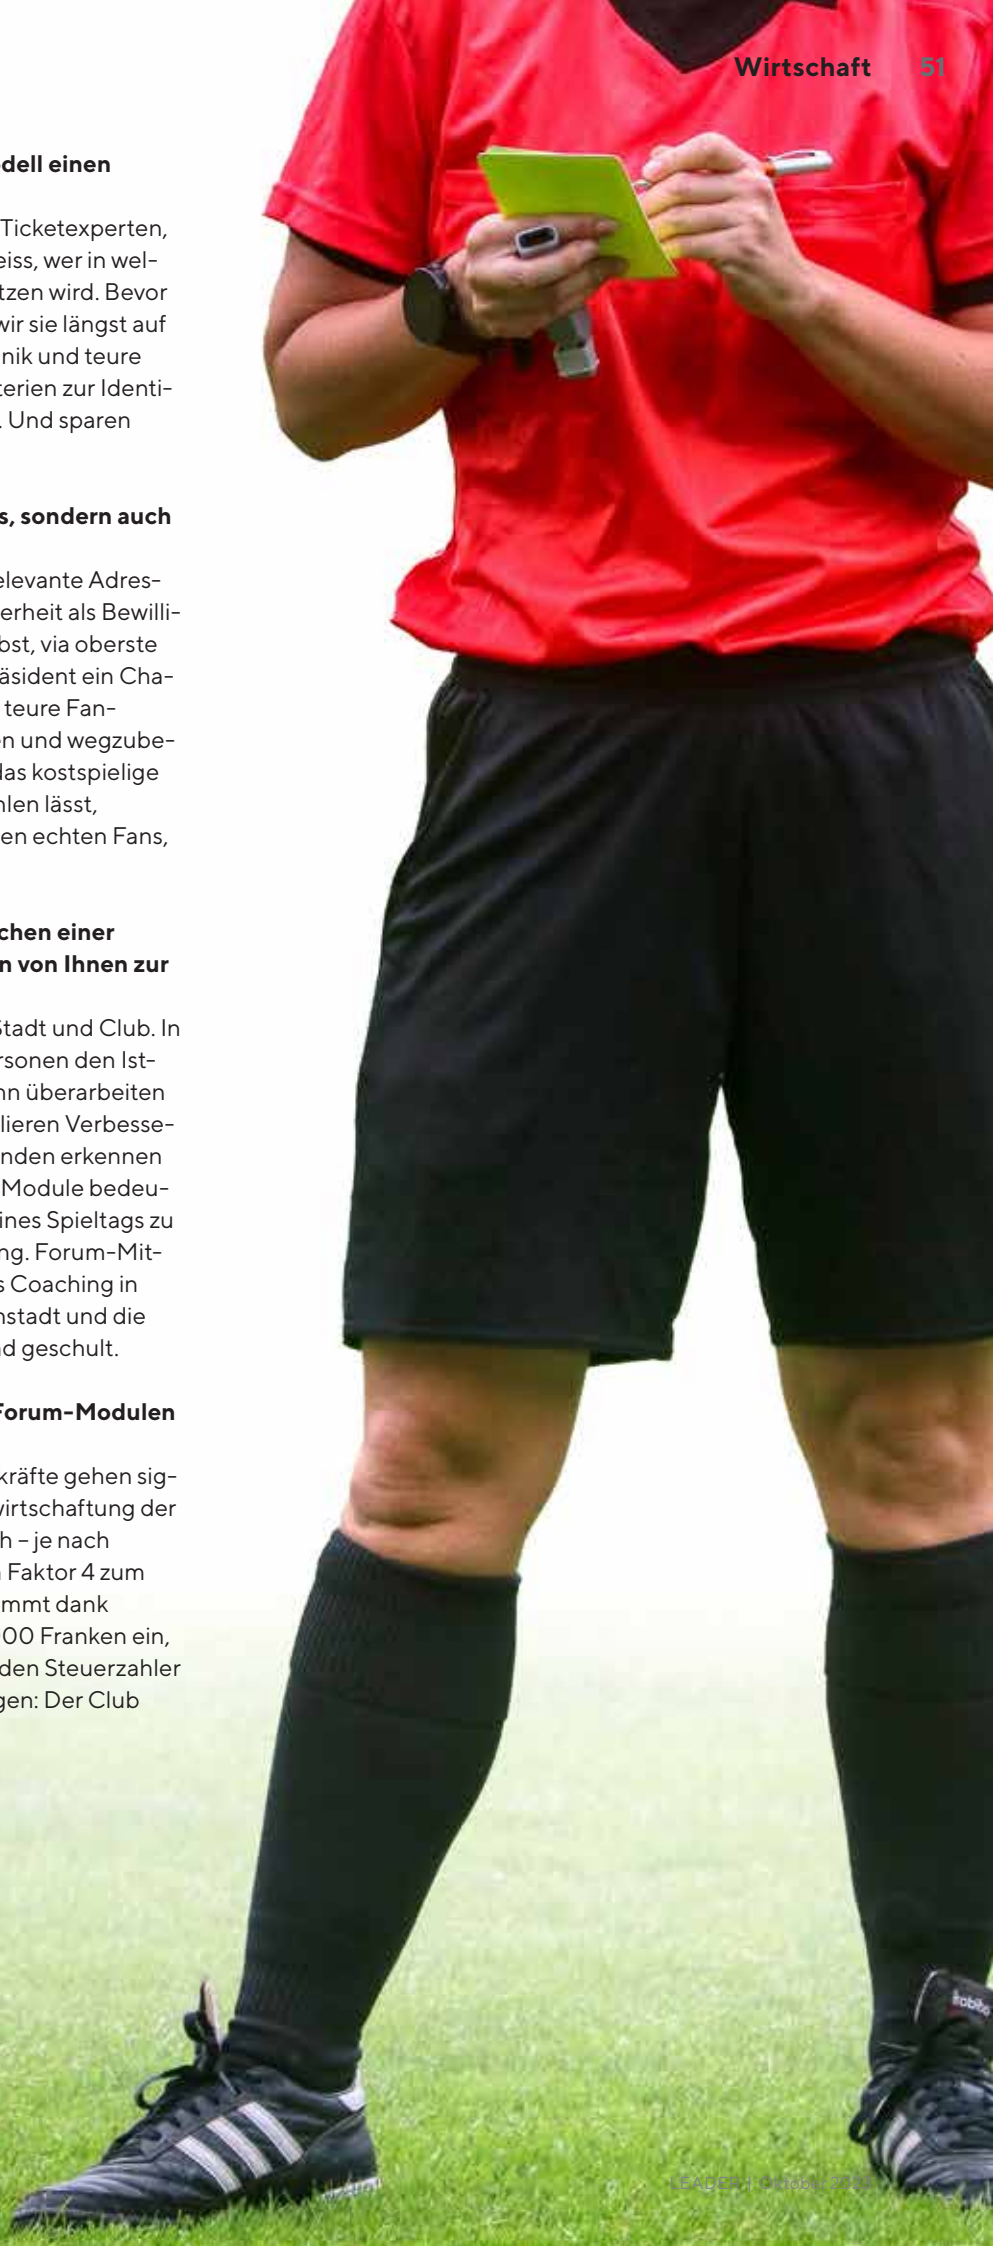 Wirtschaft 51
dell einen
Ticketexperten,
eiss, wer in wel-
tzen wird. Bevor
wir sie längst auf
nik und teure
terien zur Identi-
. Und sparen
s, sondern auch
elevante Adres-
erheit als Bewilli-
bst, via oberste
äsident ein Cha-
teure Fan-
en und wegzube-
das kostspielige
hlen lässt,
en echten Fans,
chen einer
n von Ihnen zur
Stadt und Club. In
rsonen den Ist-
nn überarbeiten
lieren Verbesse-
nden erkennen
Module bedeu-
ines Spieltags zu
ng. Forum-Mit-
s Coaching in
nstadt und die
nd geschult.
Forum-Modulen
kräfte gehen sig-
wirtschaftung der
h – je nach
Faktor 4 zum
ommt dank
00 Franken ein,
den Steuerzahler
gen: Der Club
LEADER | Oktober